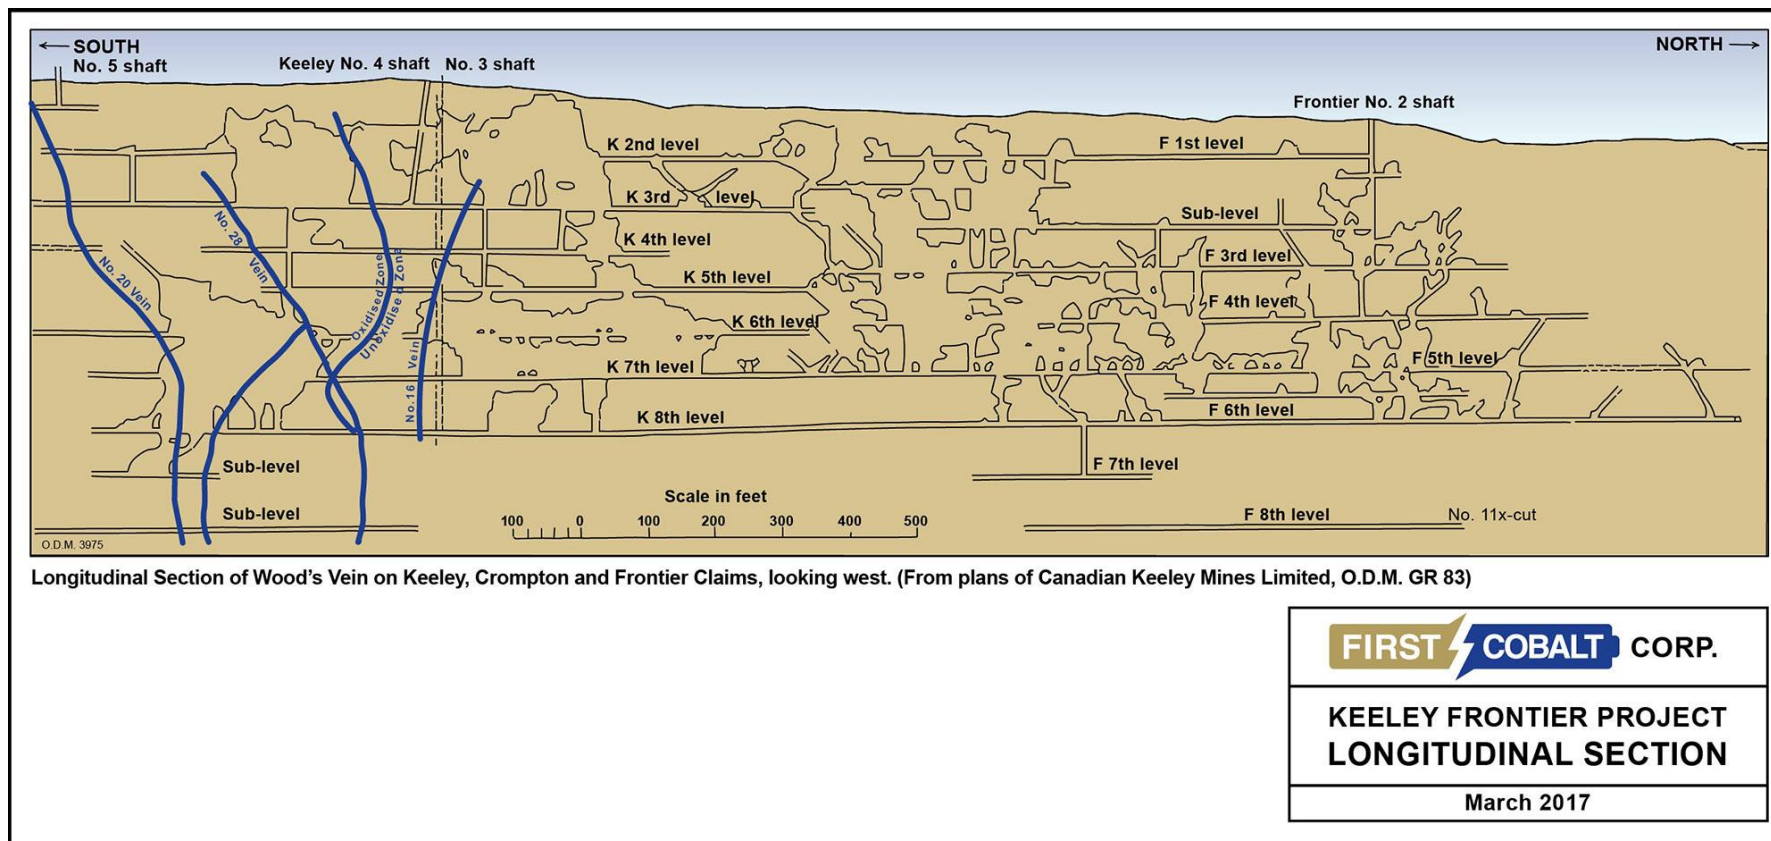 ← SOUTH
NORTH →
No. 5 shaft
Keeley No. 4 shaft
No. 3 shaft
Frontier No. 2 shaft
K 2nd level
F 1st level
K 3rd level
Sub-level
K 4th level
No. 28 Vein
F 3rd level
No. 20 Vein
Oxidised Zone
Unoxidised Zone
K 5th level
F 4th level
K 6th level
No. 16 Vein
K 7th level
F 5th level
K 8th level
F 6th level
Sub-level
F 7th level
Scale in feet
100 0 100 200 300 400 500
Sub-level
F 8th level
No. 11x-cut
O.D.M. 3975
Longitudinal Section of Wood's Vein on Keeley, Crompton and Frontier Claims, looking west. (From plans of Canadian Keeley Mines Limited, O.D.M. GR 83)
FIRST COBALT CORP.
KEELEY FRONTIER PROJECT
LONGITUDINAL SECTION
March 2017